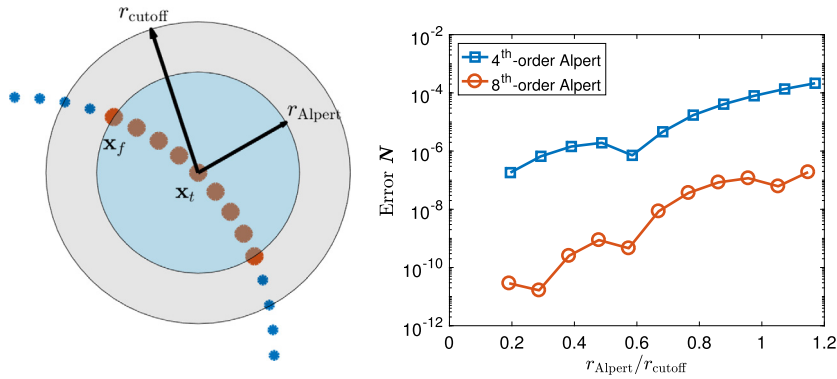 r_cutoff
r_Alpert
x_f
x_t
4th-order Alpert
8th-order Alpert
Error N
10^-2
10^-4
10^-6
10^-8
10^-10
10^-12
0 0.2 0.4 0.6 0.8 1 1.2
r_Alpert/r_cutoff